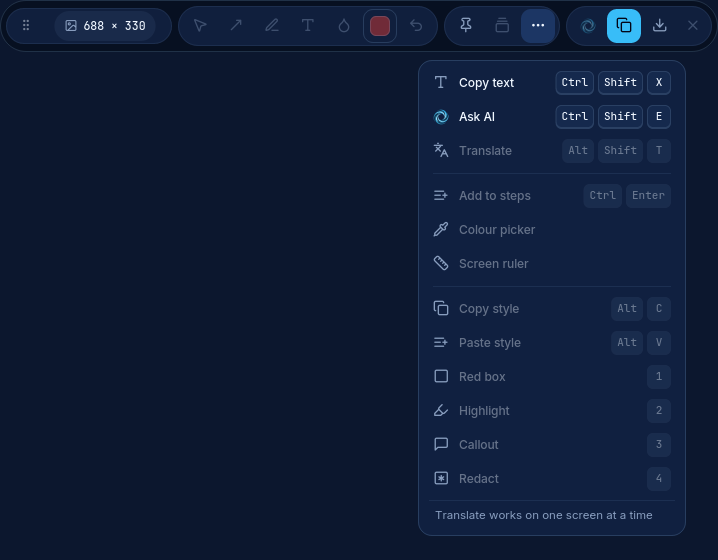 688 × 330
Copy text Ctrl Shift X
Ask AI Ctrl Shift E
Translate Alt Shift T
Add to steps Ctrl Enter
Colour picker
Screen ruler
Copy style Alt C
Paste style Alt V
Red box 1
Highlight 2
Callout 3
Redact 4
Translate works on one screen at a time